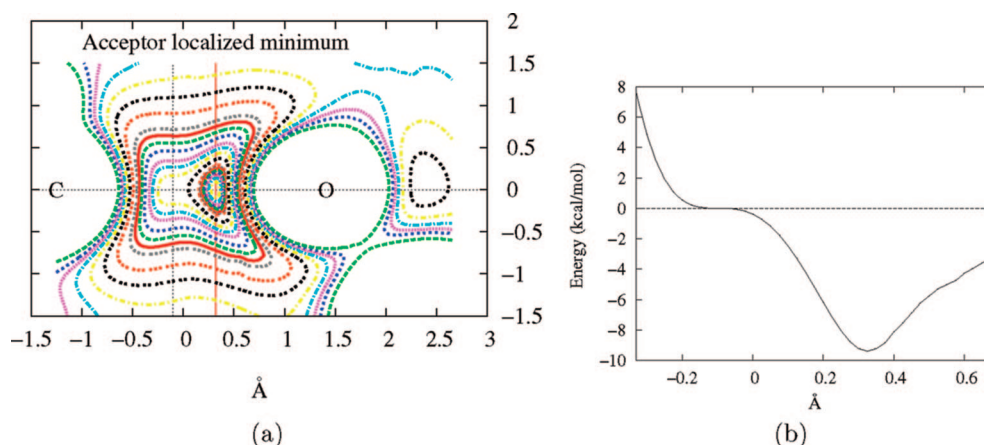 Acceptor localized minimum
C
O
2
1.5
1
0.5
0
−0.5
−1
−1.5
−1.5 −1 −0.5 0 0.5 1 1.5 2 2.5 3
Å
(a)
Energy (kcal/mol)
8
6
4
2
0
−2
−4
−6
−8
−10
−0.2 0 0.2 0.4 0.6
Å
(b)